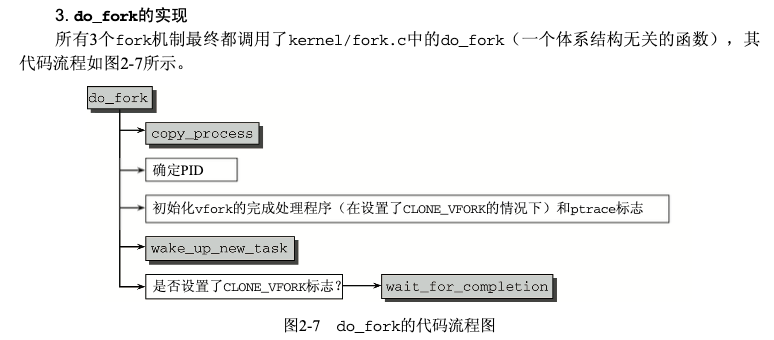 3. do_fork的实现
所有3个fork机制最终都调用了kernel/fork.c中的do_fork（一个体系结构无关的函数），其
代码流程如图2-7所示。
do_fork
copy_process
确定PID
初始化vfork的完成处理程序（在设置了CLONE_VFORK的情况下）和ptrace标志
wake_up_new_task
是否设置了CLONE_VFORK标志？
wait_for_completion
图2-7 do_fork的代码流程图